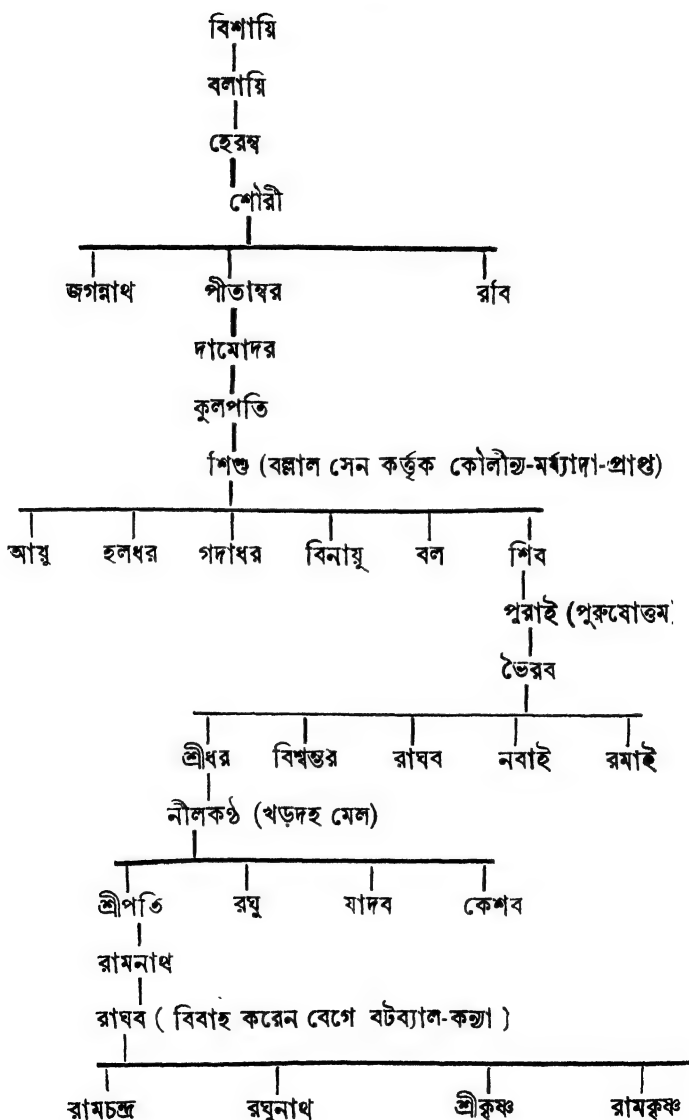 বিশায়ি
বলায়ি
হেরম্ব
শৌরী
জগন্নাথ পীতাম্বর রবি
দামোদর
কুলপতি
শিশু (বল্লাল সেন কর্ত্তৃক কৌলীন্য-মর্য্যাদা-প্রাপ্ত)
আয়ু হলধর গদাধর বিনায়ূ বল শিব
পুরাই (পুরুষোত্তম)
ভৈরব
শ্রীধর বিশ্বম্ভর রাঘব নবাই রমাই
নীলকণ্ঠ (খড়দহ মেল)
শ্রীপতি রঘু যাদব কেশব
রামনাথ
রাঘব ( বিবাহ করেন বেগে বটব্যাল-কন্যা )
রামচন্দ্র রঘুনাথ শ্রীকৃষ্ণ রামকৃষ্ণ